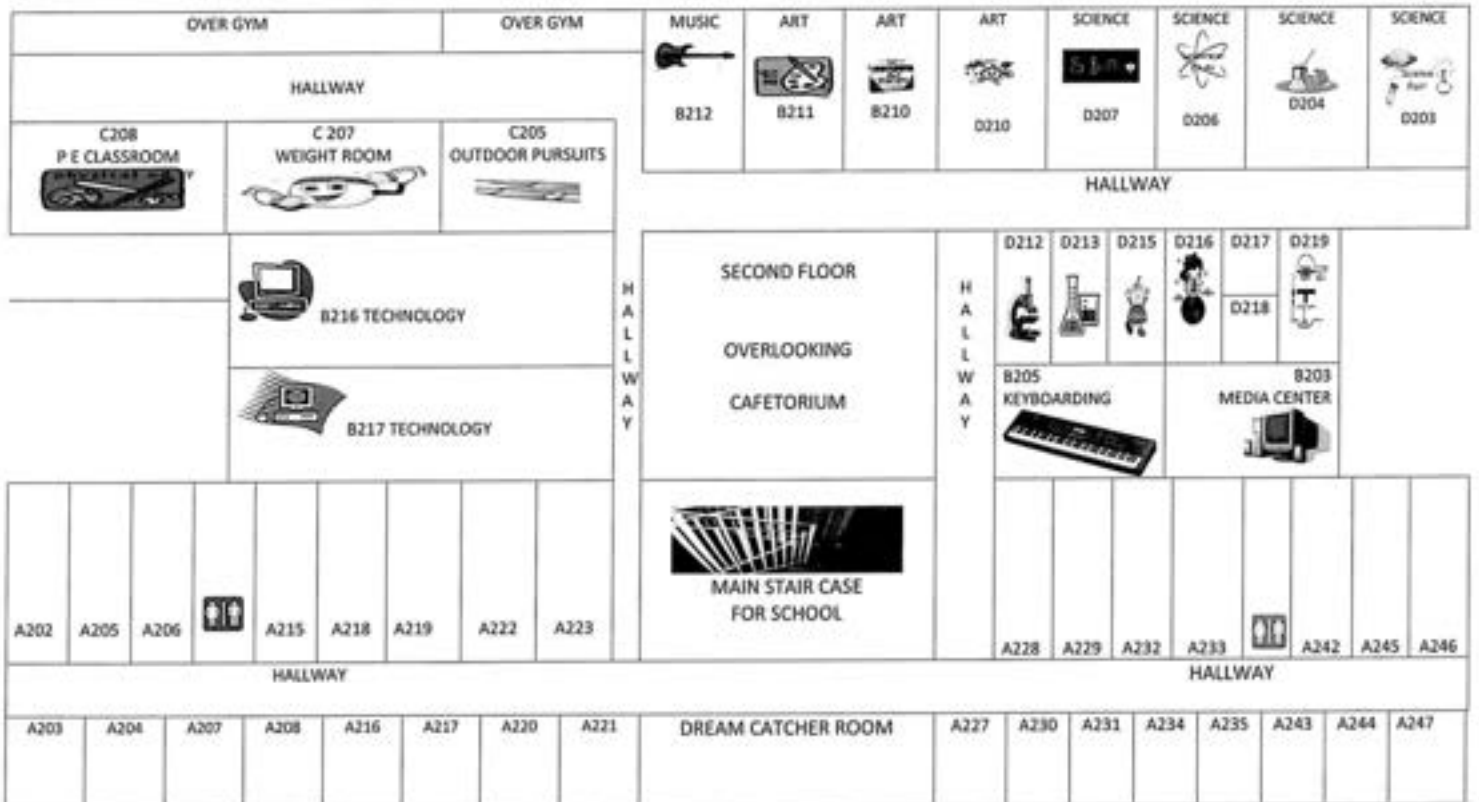 OVER GYM
OVER GYM
MUSIC
ART
ART
ART
SCIENCE
SCIENCE
SCIENCE
SCIENCE
B212
B211
B210
D210
D207
D206
D204
D203
HALLWAY
C208
P E CLASSROOM
C 207
WEIGHT ROOM
C205
OUTDOOR PURSUITS
HALLWAY
B216 TECHNOLOGY
B217 TECHNOLOGY
HALLWAY
SECOND FLOOR
OVERLOOKING
CAFETORIUM
HALLWAY
D212
D213
D215
D216
D217
D219
D218
B205
KEYBOARDING
B203
MEDIA CENTER
MAIN STAIR CASE
FOR SCHOOL
A202
A205
A206
A215
A218
A219
A222
A223
A228
A229
A232
A233
A242
A245
A246
HALLWAY
HALLWAY
A203
A204
A207
A208
A216
A217
A220
A221
DREAM CATCHER ROOM
A227
A230
A231
A234
A235
A243
A244
A247